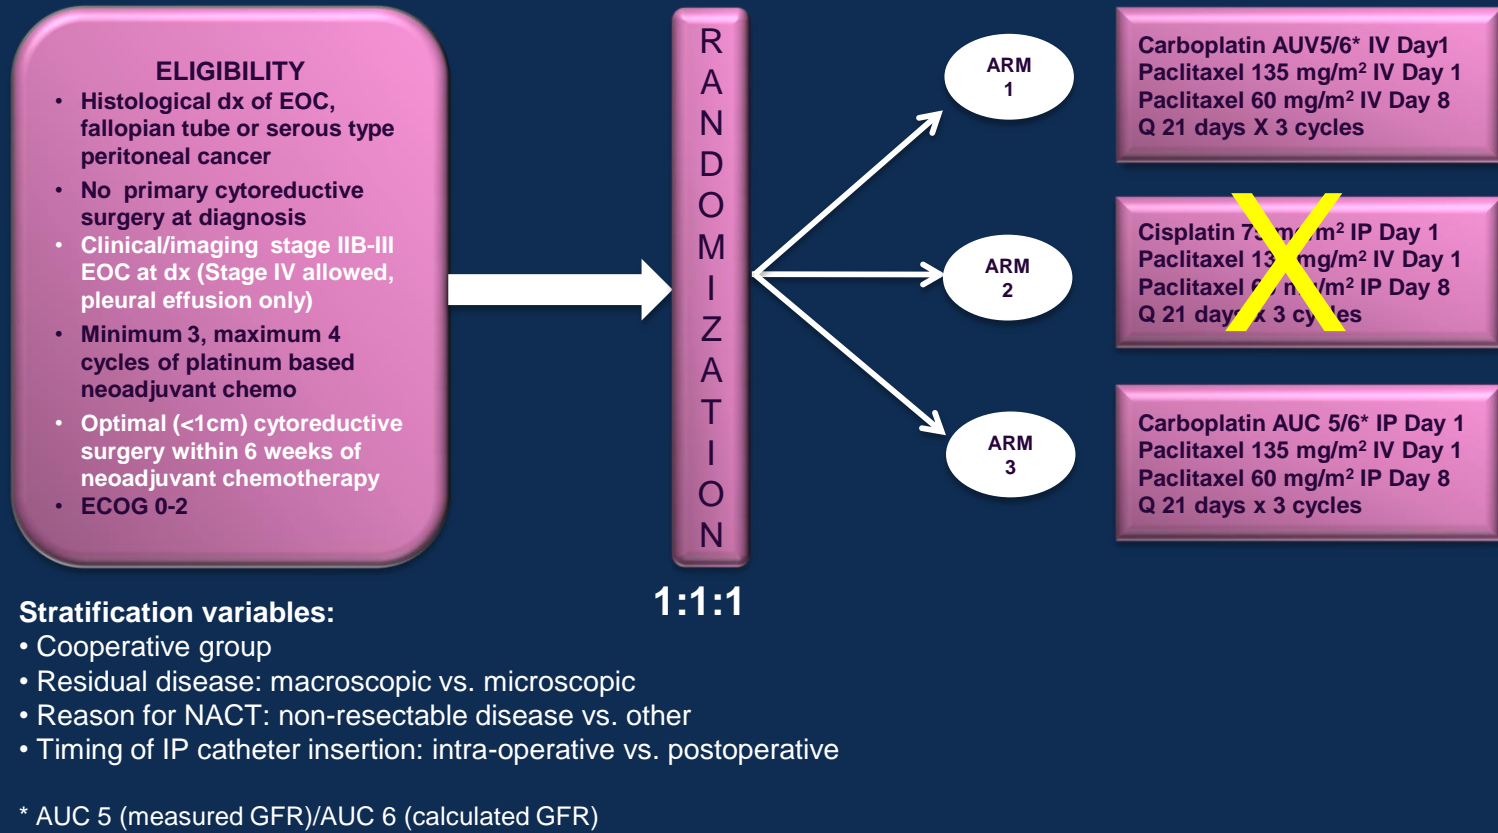 ELIGIBILITY
• Histological dx of EOC,
fallopian tube or serous type
peritoneal cancer
• No primary cytoreductive
surgery at diagnosis
• Clinical/imaging stage IIB-III
EOC at dx (Stage IV allowed,
pleural effusion only)
• Minimum 3, maximum 4
cycles of platinum based
neoadjuvant chemo
• Optimal (<1cm) cytoreductive
surgery within 6 weeks of
neoadjuvant chemotherapy
• ECOG 0-2
RANDOMIZATION
1:1:1
ARM
1
Carboplatin AUV5/6* IV Day1
Paclitaxel 135 mg/m² IV Day 1
Paclitaxel 60 mg/m² IV Day 8
Q 21 days X 3 cycles
ARM
2
Cisplatin m² IP Day 1
Paclitaxel mg/m² IV Day 1
Paclitaxel /m² IP Day 8
Q 21 days x 3 cycles
X
ARM
3
Carboplatin AUC 5/6* IP Day 1
Paclitaxel 135 mg/m² IV Day 1
Paclitaxel 60 mg/m² IP Day 8
Q 21 days x 3 cycles
Stratification variables:
• Cooperative group
• Residual disease: macroscopic vs. microscopic
• Reason for NACT: non-resectable disease vs. other
• Timing of IP catheter insertion: intra-operative vs. postoperative
* AUC 5 (measured GFR)/AUC 6 (calculated GFR)